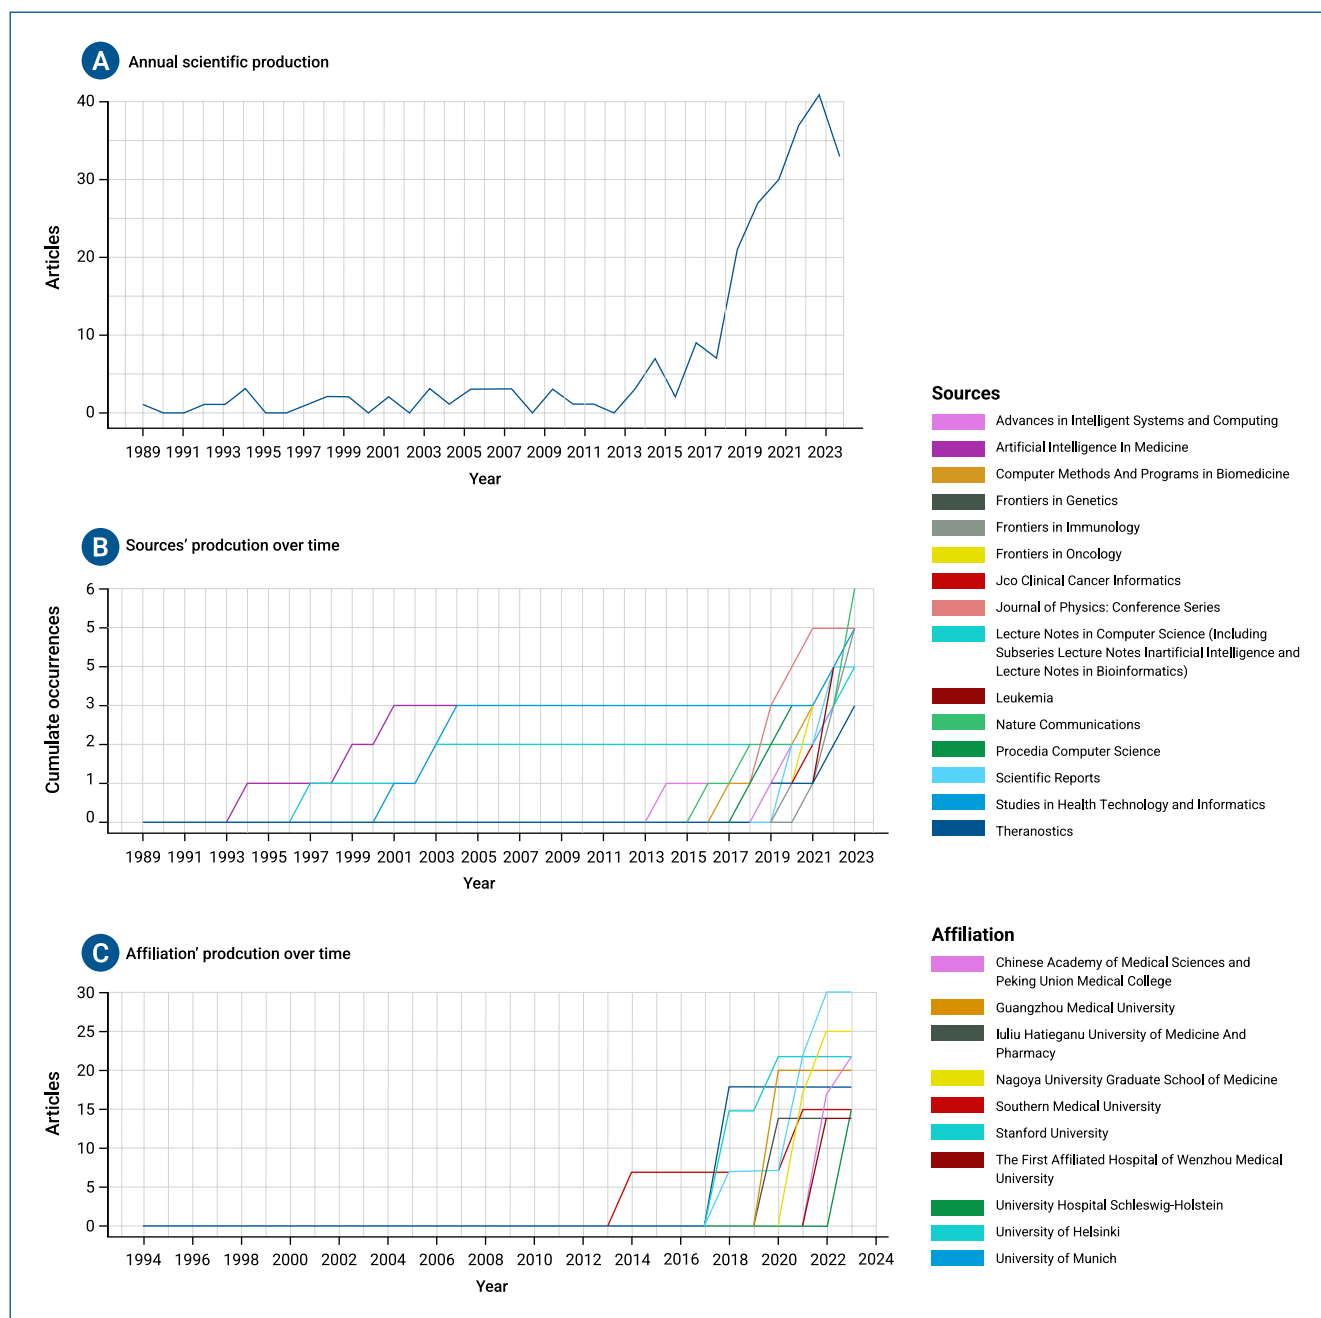 A Annual scientific production
40
30
20
10
0
Articles
1989 1991 1993 1995 1997 1999 2001 2003 2005 2007 2009 2011 2013 2015 2017 2019 2021 2023
Year
B Sources' prodcution over time
6
5
5
3
2
1
0
Cumulate occurrences
1989 1991 1993 1995 1997 1999 2001 2003 2005 2007 2009 2011 2013 2015 2017 2019 2021 2023
Year
Sources
Advances in Intelligent Systems and Computing
Artificial Intelligence In Medicine
Computer Methods And Programs in Biomedicine
Frontiers in Genetics
Frontiers in Immunology
Frontiers in Oncology
Jco Clinical Cancer Informatics
Journal of Physics: Conference Series
Lecture Notes in Computer Science (Including
Subseries Lecture Notes Inartificial Intelligence and
Lecture Notes in Bioinformatics)
Leukemia
Nature Communications
Procedia Computer Science
Scientific Reports
Studies in Health Technology and Informatics
Theranostics
C Affiliation' prodcution over time
30
25
20
15
10
5
0
Articles
1994 1996 1998 2000 2002 2004 2006 2008 2010 2012 2014 2016 2018 2020 2022 2024
Year
Affiliation
Chinese Academy of Medical Sciences and
Peking Union Medical College
Guangzhou Medical University
Iuliu Hatieganu University of Medicine And
Pharmacy
Nagoya University Graduate School of Medicine
Southern Medical University
Stanford University
The First Affiliated Hospital of Wenzhou Medical
University
University Hospital Schleswig-Holstein
University of Helsinki
University of Munich